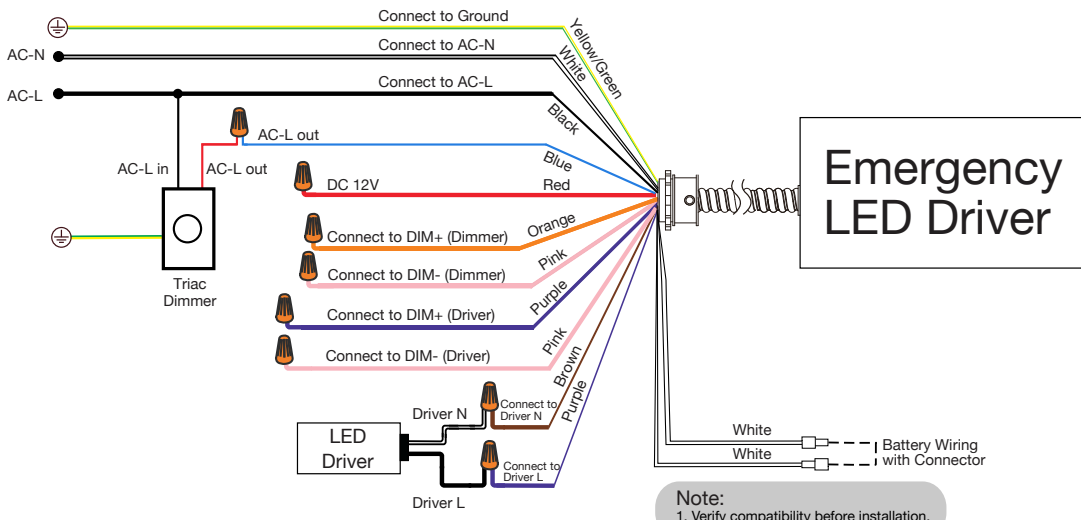 Connect to Ground
AC-N
Connect to AC-N
AC-L
Connect to AC-L
Yellow/Green
White
Black
AC-L out
Blue
AC-L in
AC-L out
DC 12V
Red
Connect to DIM+ (Dimmer)
Orange
Connect to DIM- (Dimmer)
Pink
Triac
Dimmer
Connect to DIM+ (Driver)
Purple
Connect to DIM- (Driver)
Pink
Brown
Purple
Emergency
LED Driver
LED
Driver
Driver N
Connect to
Driver N
Driver L
Connect to
Driver L
White
White
Battery Wiring
with Connector
Note:
1. Verify compatibility before installation.